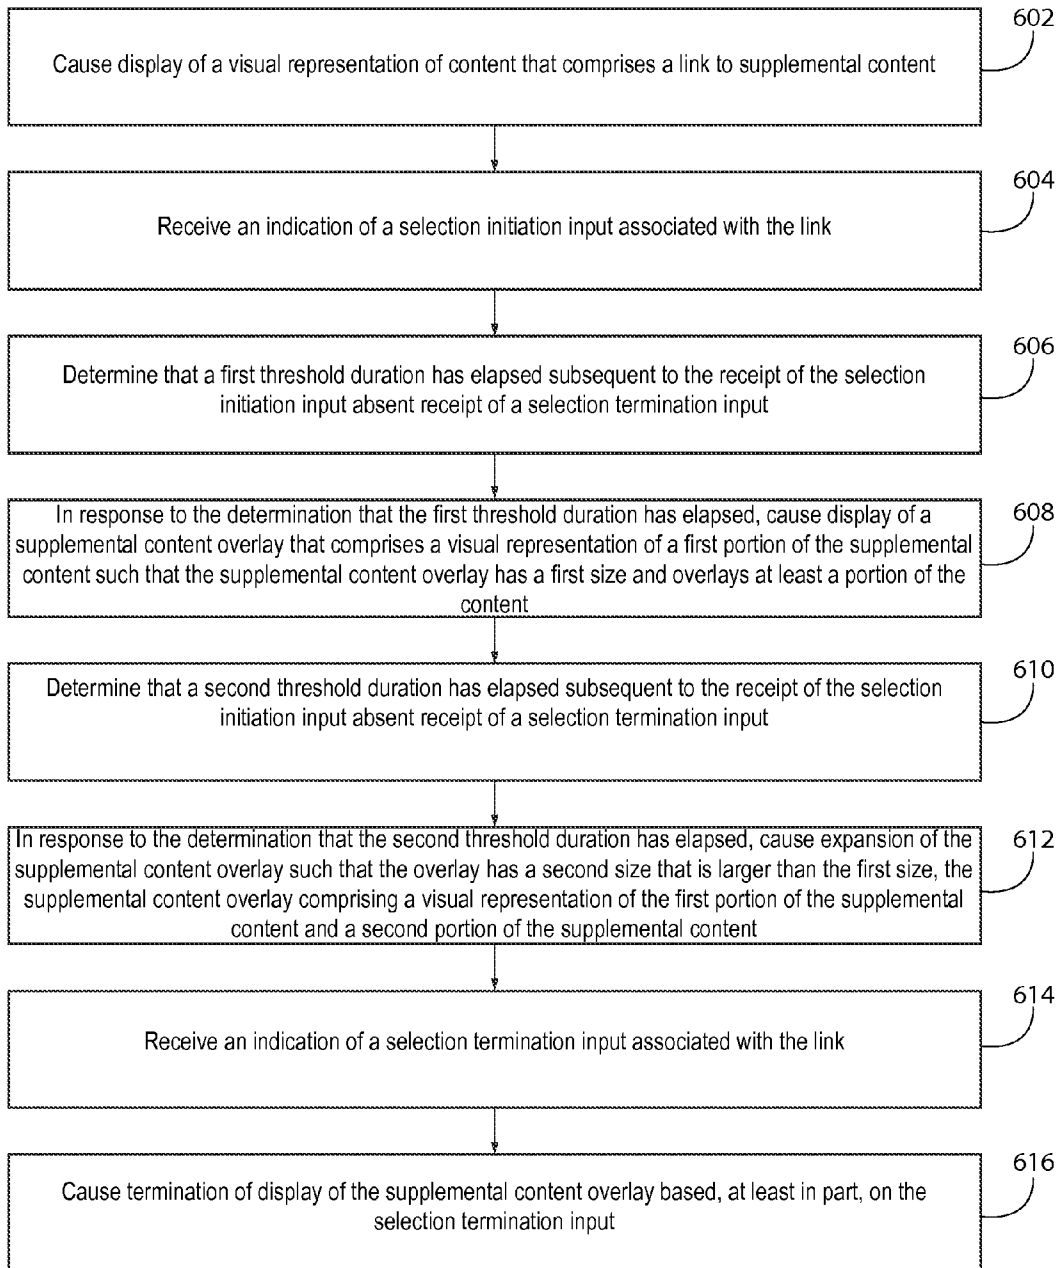 602
Cause display of a visual representation of content that comprises a link to supplemental content
604
Receive an indication of a selection initiation input associated with the link
606
Determine that a first threshold duration has elapsed subsequent to the receipt of the selection
initiation input absent receipt of a selection termination input
608
In response to the determination that the first threshold duration has elapsed, cause display of a
supplemental content overlay that comprises a visual representation of a first portion of the supplemental
content such that the supplemental content overlay has a first size and overlays at least a portion of the
content
610
Determine that a second threshold duration has elapsed subsequent to the receipt of the selection
initiation input absent receipt of a selection termination input
612
In response to the determination that the second threshold duration has elapsed, cause expansion of the
supplemental content overlay such that the overlay has a second size that is larger than the first size, the
supplemental content overlay comprising a visual representation of the first portion of the supplemental
content and a second portion of the supplemental content
614
Receive an indication of a selection termination input associated with the link
616
Cause termination of display of the supplemental content overlay based, at least in part, on the
selection termination input